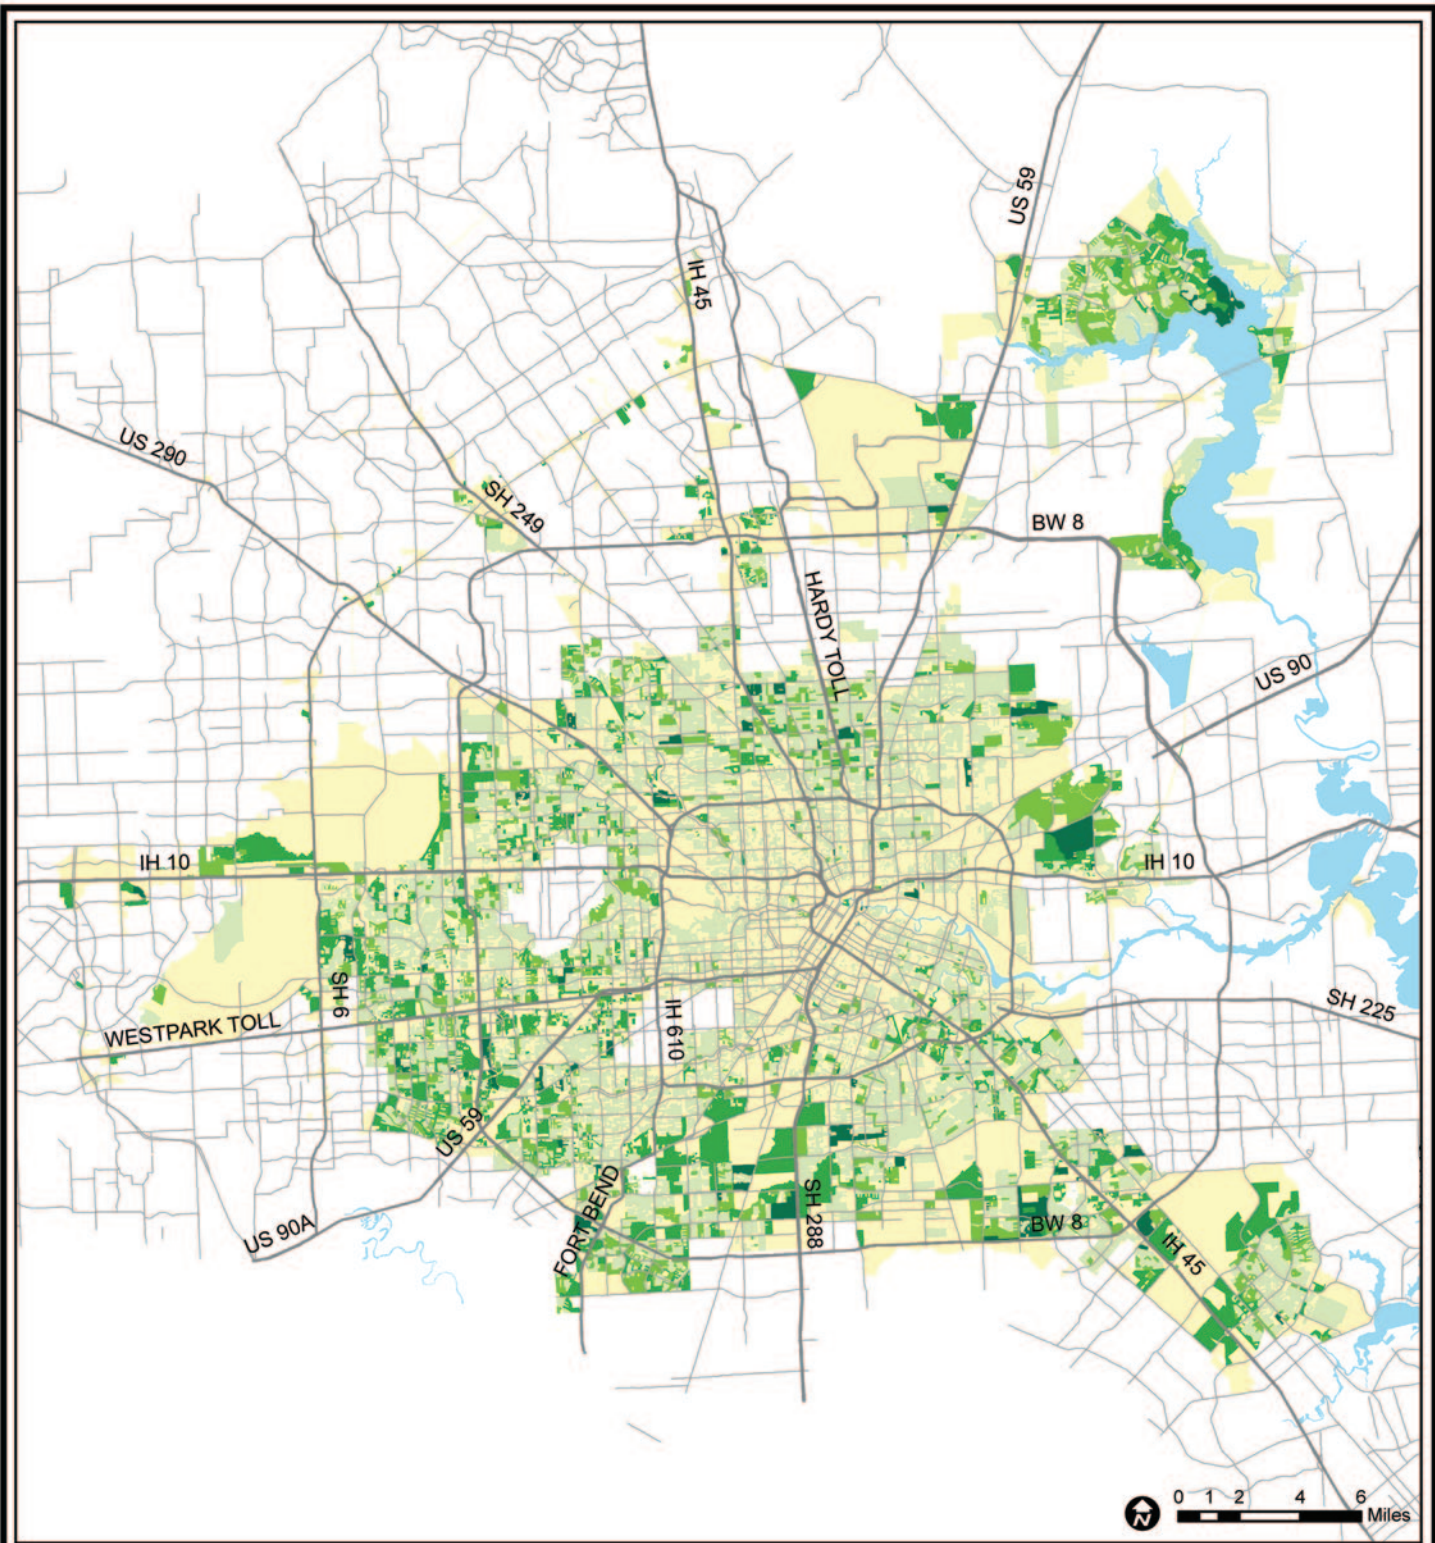 US 59
IH 45
US 290
SH 249
BW 8
HARDY TOLL
US 90
IH 10
IH 10
SH 6
IH 610
SH 225
WESTPARK TOLL
US 59
FORT BEND
SH 288
BW 8
US 90A
IH 45
N
0 1 2 4 6
Miles